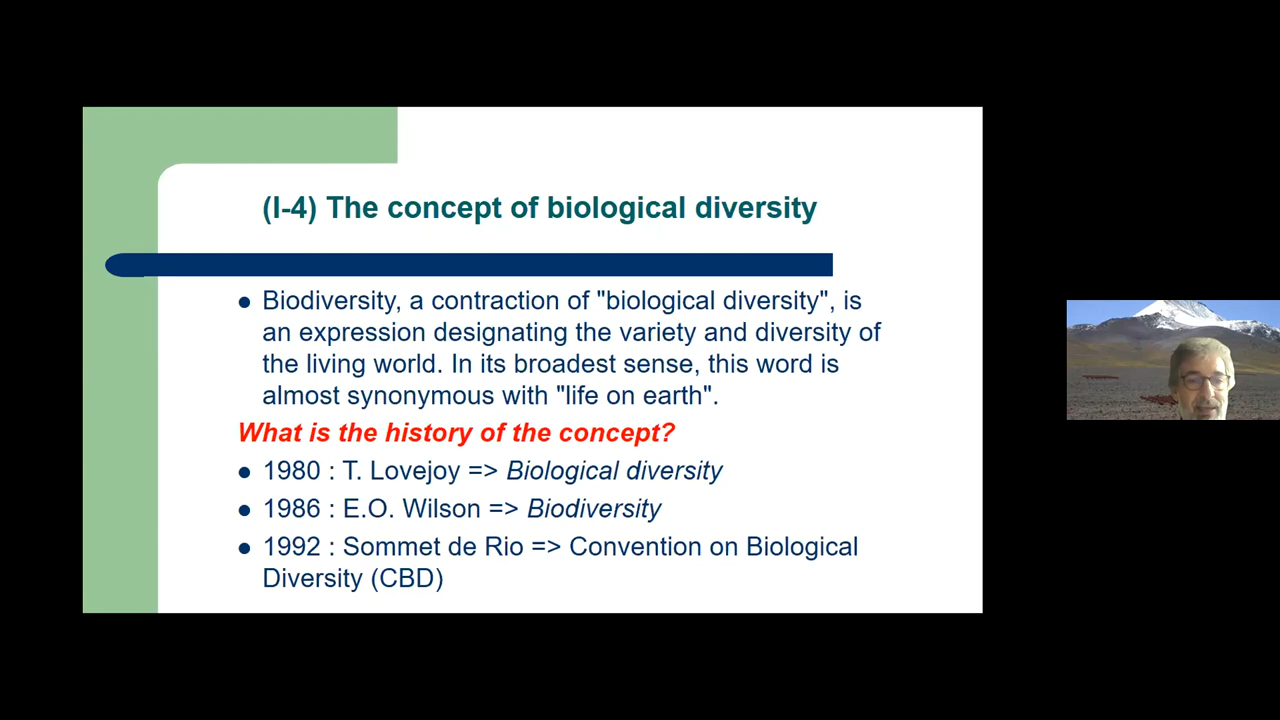 (I-4) The concept of biological diversity
● Biodiversity, a contraction of "biological diversity", is
an expression designating the variety and diversity of
the living world. In its broadest sense, this word is
almost synonymous with "life on earth".
What is the history of the concept?
● 1980 : T. Lovejoy => Biological diversity
● 1986 : E.O. Wilson => Biodiversity
● 1992 : Sommet de Rio => Convention on Biological
Diversity (CBD)